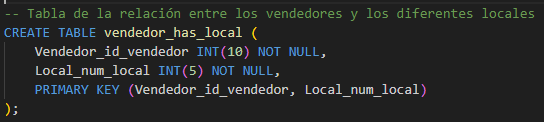 -- Tabla de la relación entre los vendedores y los diferentes locales
CREATE TABLE vendedor_has_local (
    Vendedor_id_vendedor INT(10) NOT NULL,
    Local_num_local INT(5) NOT NULL,
    PRIMARY KEY (Vendedor_id_vendedor, Local_num_local)
);